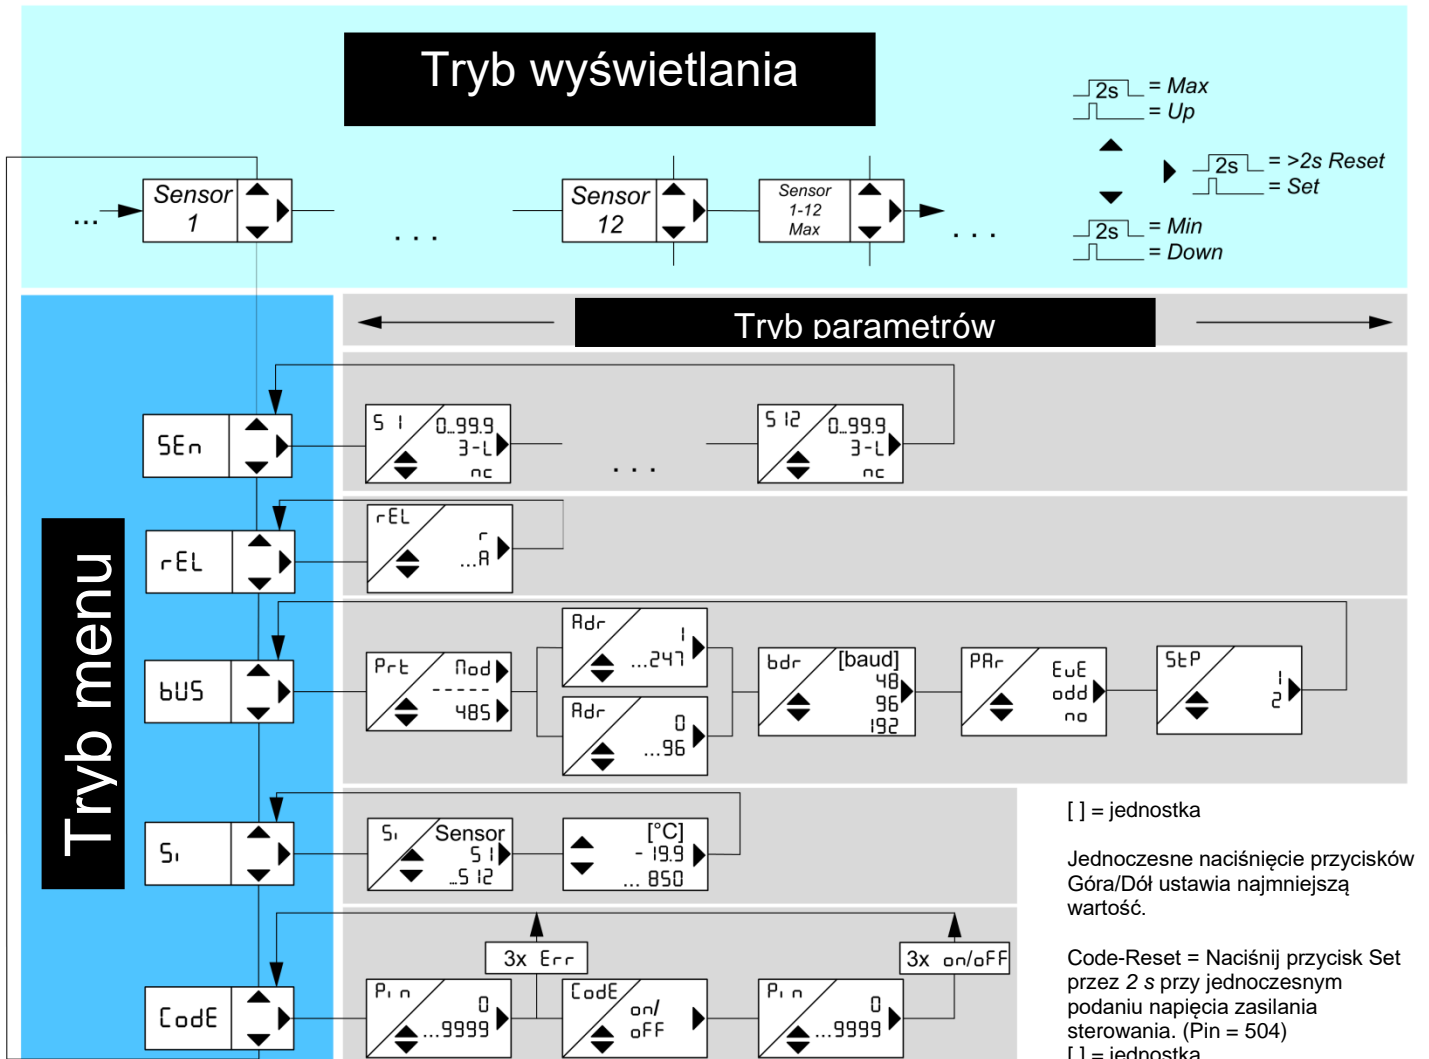 Tryb wyświetlania
2s = Max
= Up
2s = >2s Reset
= Set
2s = Min
= Down
... Sensor 1
. . .
Sensor 12
Sensor 1-12 Max
. . .
Tryb parametrów
Tryb menu
SEn
S 1 0...99.9 3-L nc
. . .
S 12 0...99.9 3-L nc
rEL
rEL r ...A
bUS
Prt Mod ----- 485
Adr 1 ...247
Adr 0 ...96
bdr [baud] 48 96 192
PAr EvE odd no
StP 1 2
Si
Si Sensor S 1 ...S 12
[°C] -19.9 ... 850
CodE
3x Err
3x on/oFF
Pin 0 ...9999
CodE on/ oFF
Pin 0 ...9999
[ ] = jednostka
Jednoczesne naciśnięcie przycisków
Góra/Dół ustawia najmniejszą
wartość.
Code-Reset = Naciśnij przycisk Set
przez 2 s przy jednoczesnym
podaniu napięcia zasilania
sterowania. (Pin = 504)
[ ] = jednostka